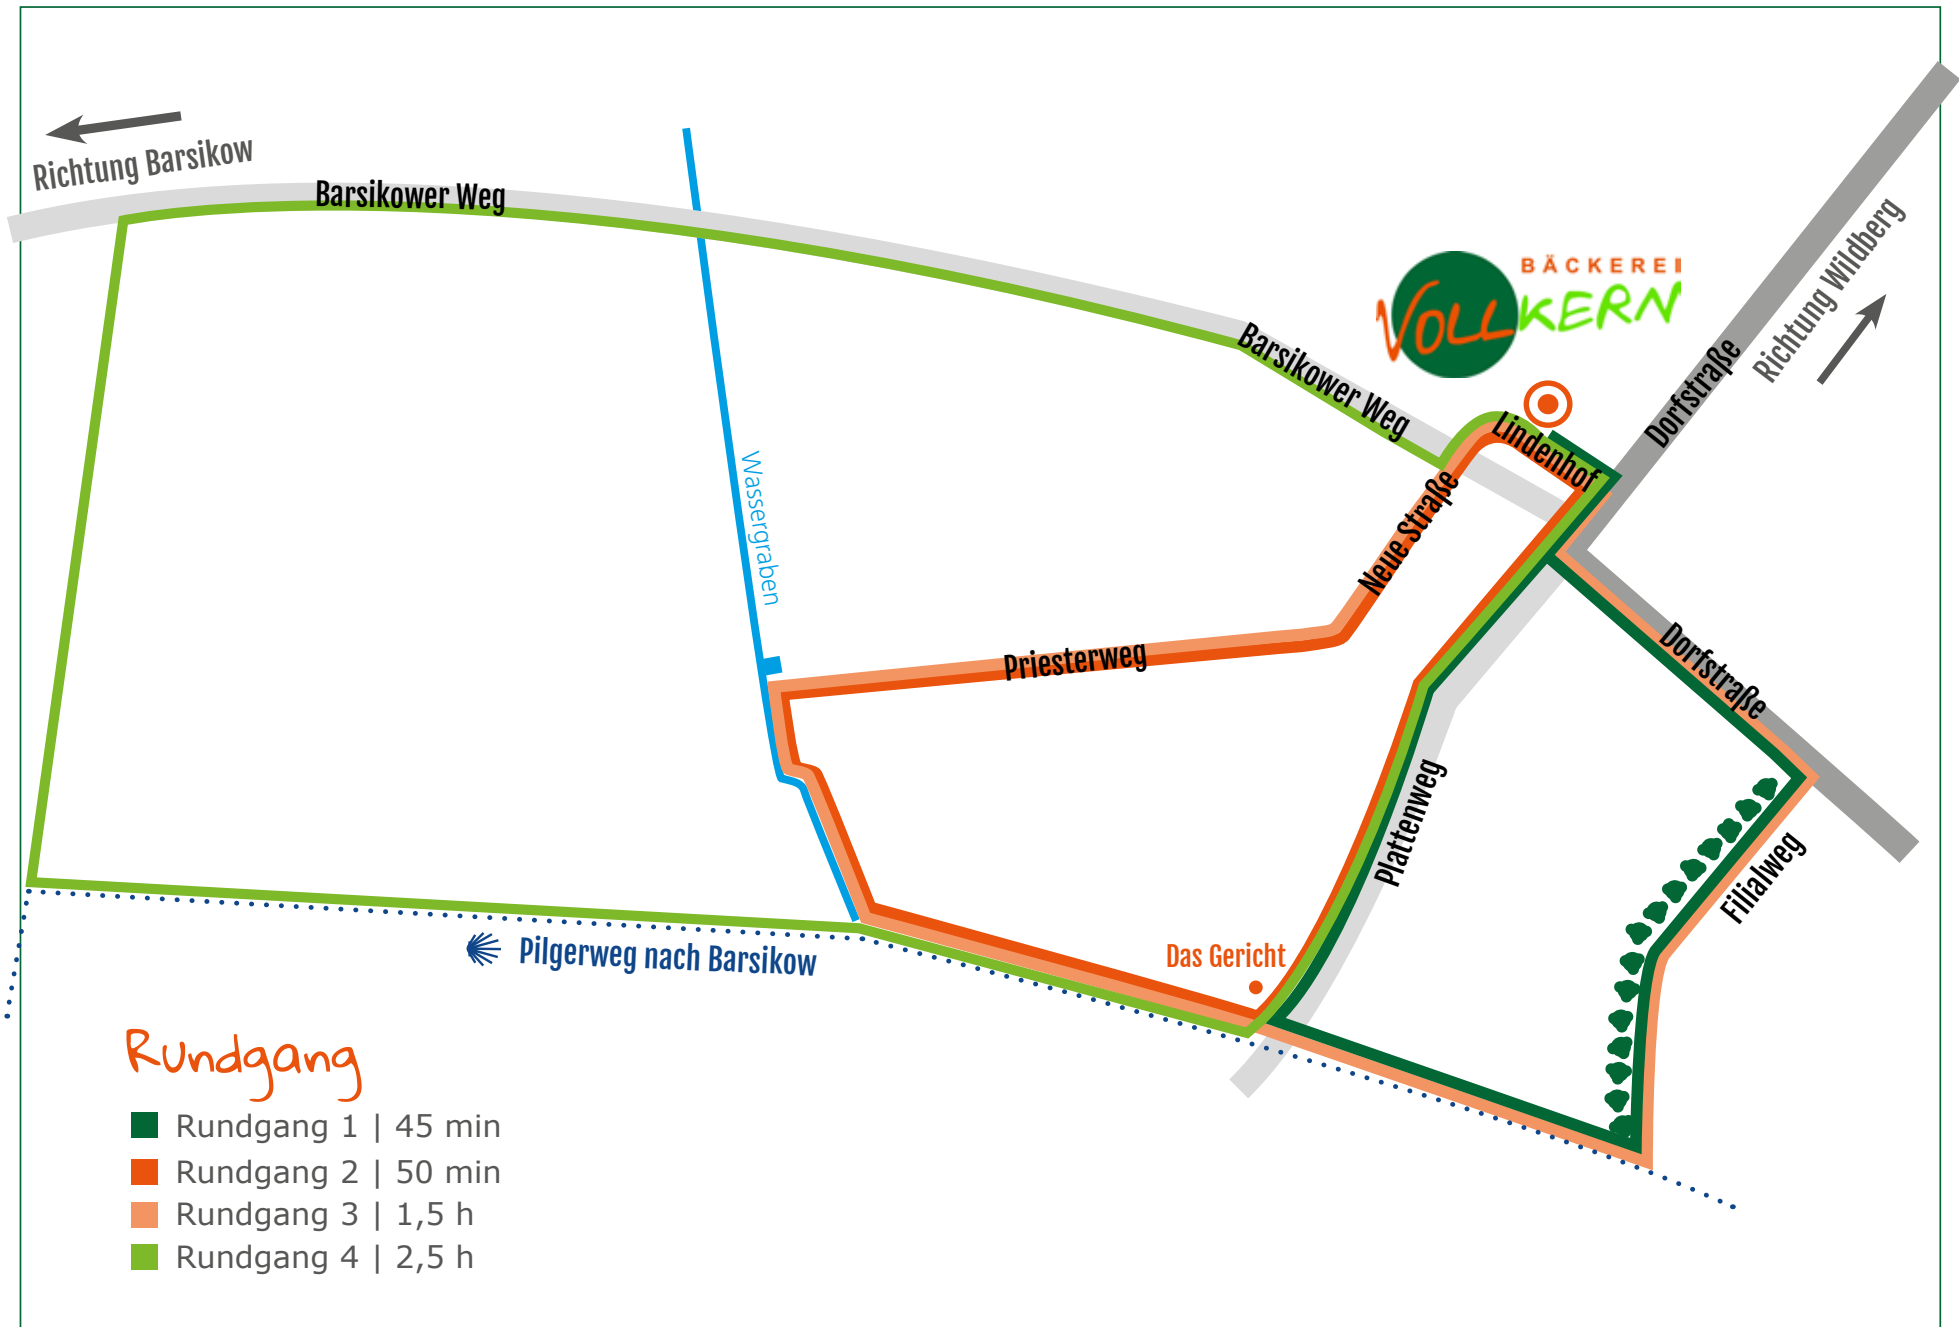 Richtung Barsikow
Barsikower Weg
BÄCKEREI
VOLLKERN
Richtung Wildberg
Barsikower Weg
Dorfstraße
Lindenhof
Wassergraben
Neue Straße
Priesterweg
Dorfstraße
Plattenweg
Filialweg
Das Gericht
Pilgerweg nach Barsikow
Rundgang
Rundgang 1 | 45 min
Rundgang 2 | 50 min
Rundgang 3 | 1,5 h
Rundgang 4 | 2,5 h